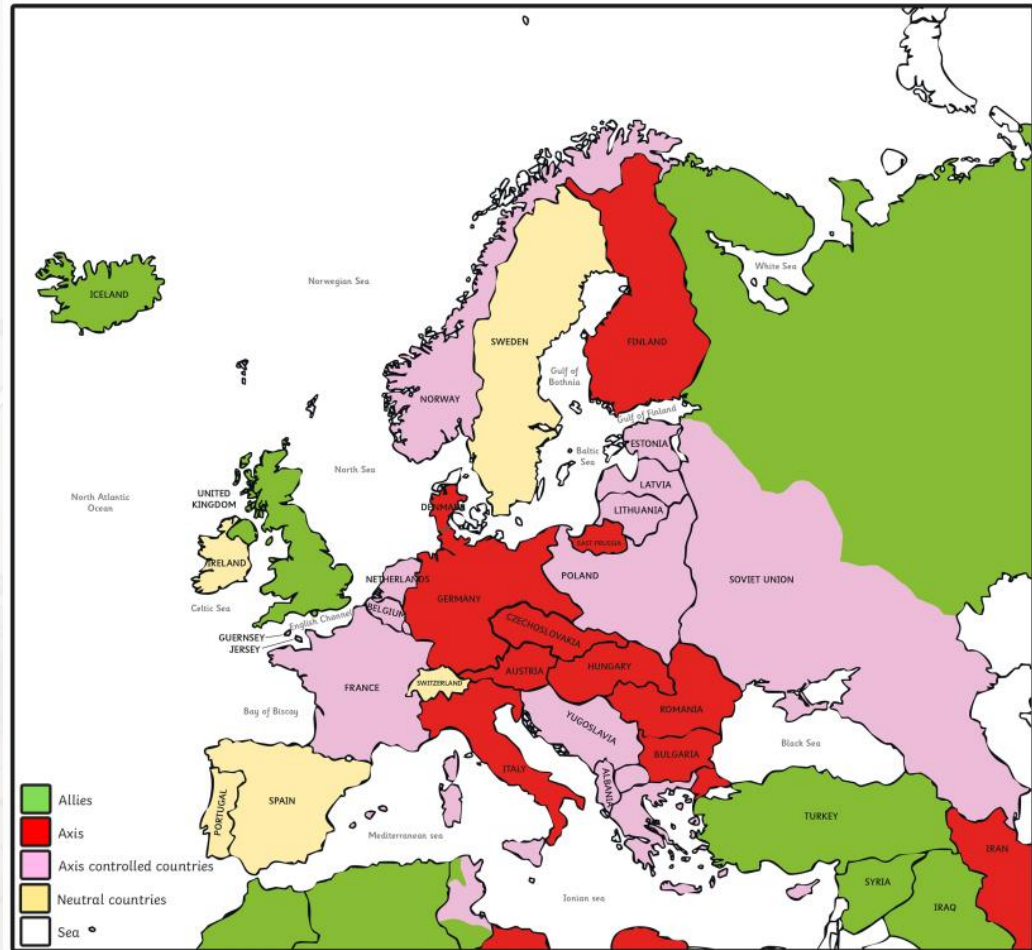 Norwegian Sea
White Sea
ICELAND
SWEDEN
FINLAND
Gulf of
Bothnia
NORWAY
Gulf of Finland
ESTONIA
Baltic
Sea
North Sea
LATVIA
UNITED
KINGDOM
North Atlantic
Ocean
DENMARK
LITHUANIA
EAST PRUSSIA
IRELAND
NETHERLANDS
POLAND
SOVIET UNION
GERMANY
Celtic Sea
BELGIUM
English Channel
CZECHOSLOVAKIA
GUERNSEY
JERSEY
AUSTRIA
HUNGARY
FRANCE
SWITZERLAND
ROMANIA
Bay of Biscay
YUGOSLAVIA
Black Sea
BULGARIA
ITALY
ALBANIA
PORTUGAL
SPAIN
TURKEY
Mediterranean sea
IRAN
SYRIA
Ionian sea
IRAQ
Allies
Axis
Axis controlled countries
Neutral countries
Sea